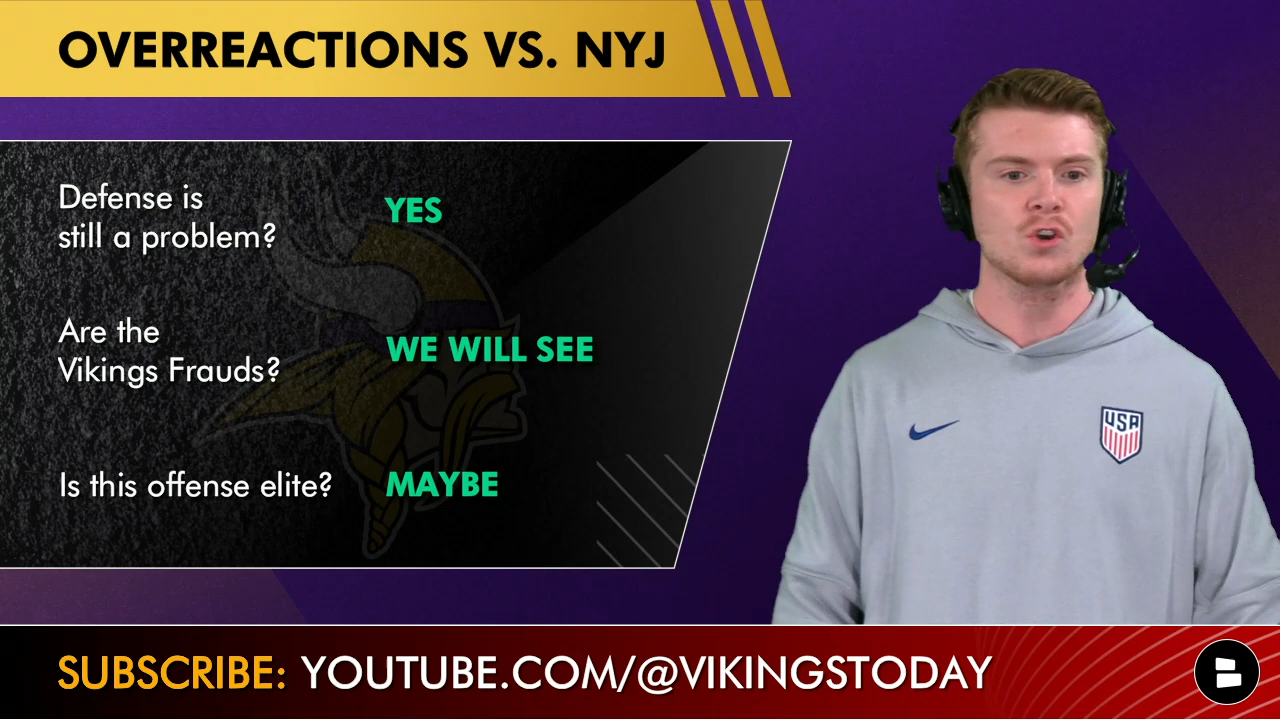 OVERREACTIONS VS. NYJ
Defense is
still a problem?
YES
Are the
Vikings Frauds?
WE WILL SEE
Is this offense elite?
MAYBE
USA
SUBSCRIBE: YOUTUBE.COM/@VIKINGSTODAY